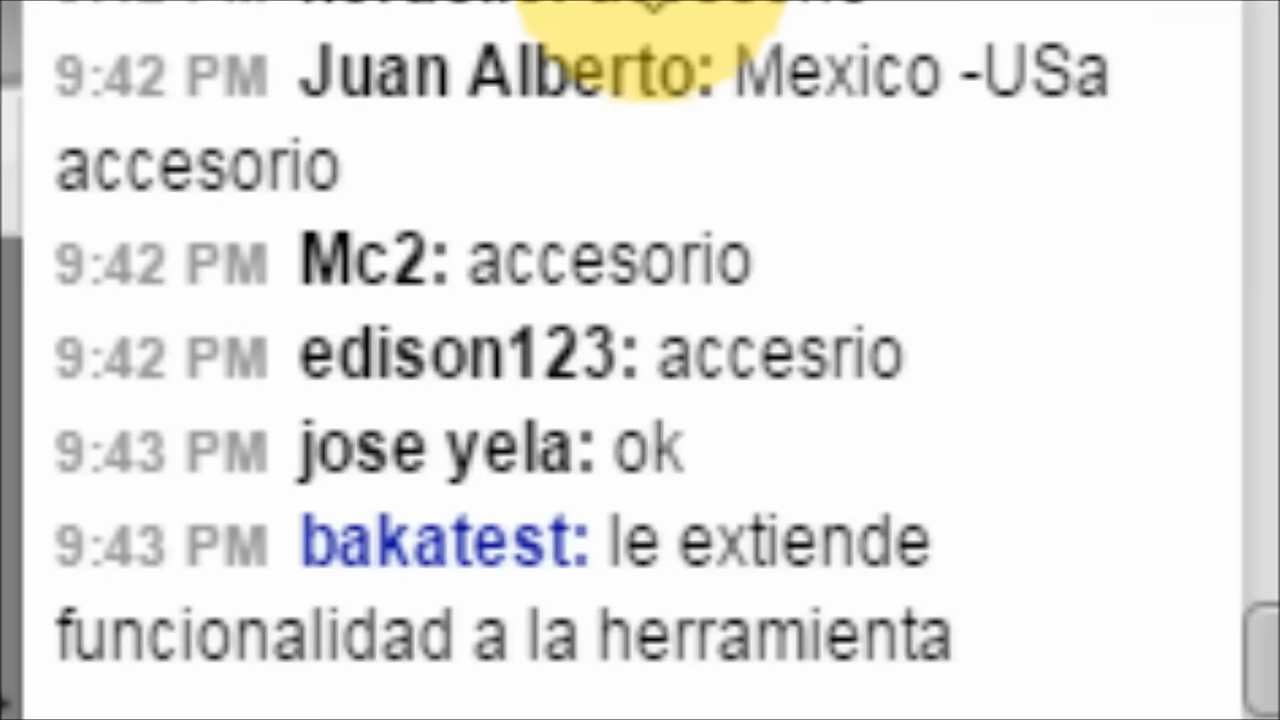 9:42 PM Juan Alberto: Mexico -USa
accesorio
9:42 PM Mc2: accesorio
9:42 PM edison123: accesrio
9:43 PM jose yela: ok
9:43 PM bakatest: le extiende
funcionalidad a la herramienta